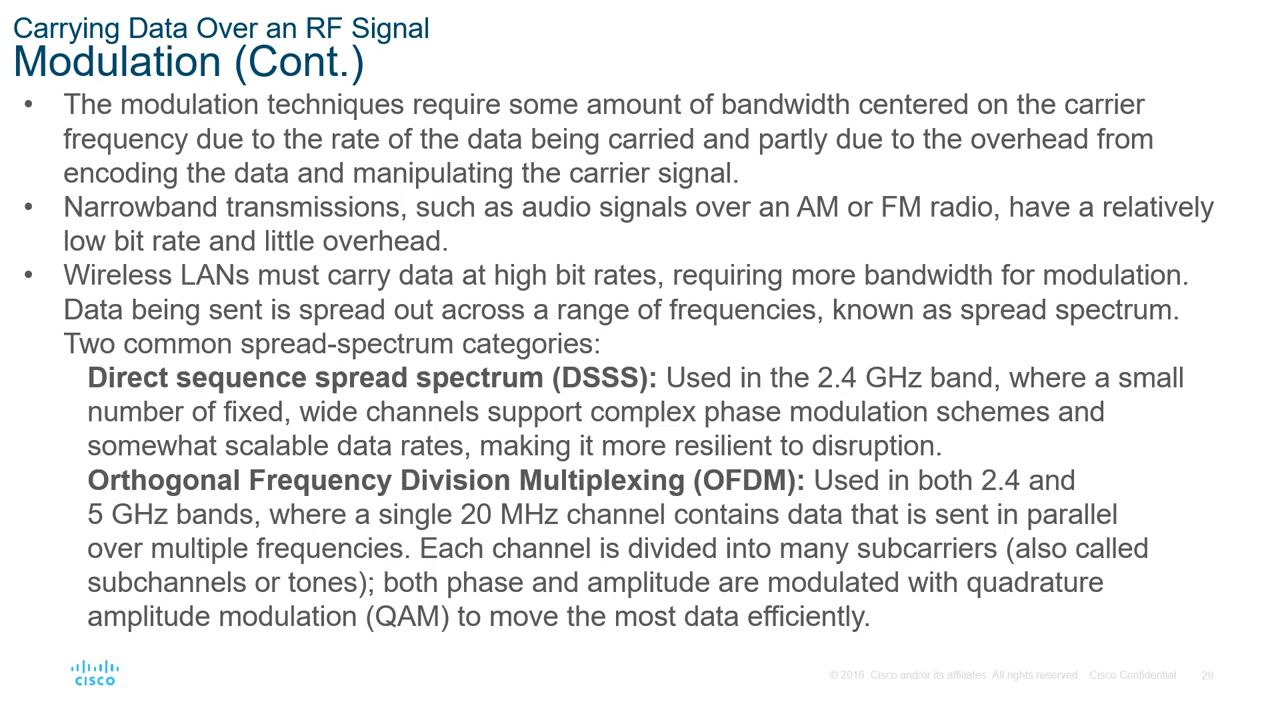 Carrying Data Over an RF Signal
Modulation (Cont.)
• The modulation techniques require some amount of bandwidth centered on the carrier
frequency due to the rate of the data being carried and partly due to the overhead from
encoding the data and manipulating the carrier signal.
• Narrowband transmissions, such as audio signals over an AM or FM radio, have a relatively
low bit rate and little overhead.
• Wireless LANs must carry data at high bit rates, requiring more bandwidth for modulation.
Data being sent is spread out across a range of frequencies, known as spread spectrum.
Two common spread-spectrum categories:
Direct sequence spread spectrum (DSSS): Used in the 2.4 GHz band, where a small
number of fixed, wide channels support complex phase modulation schemes and
somewhat scalable data rates, making it more resilient to disruption.
Orthogonal Frequency Division Multiplexing (OFDM): Used in both 2.4 and
5 GHz bands, where a single 20 MHz channel contains data that is sent in parallel
over multiple frequencies. Each channel is divided into many subcarriers (also called
subchannels or tones); both phase and amplitude are modulated with quadrature
amplitude modulation (QAM) to move the most data efficiently.
CISCO
© 2016 Cisco and/or its affiliates. All rights reserved. Cisco Confidential 29